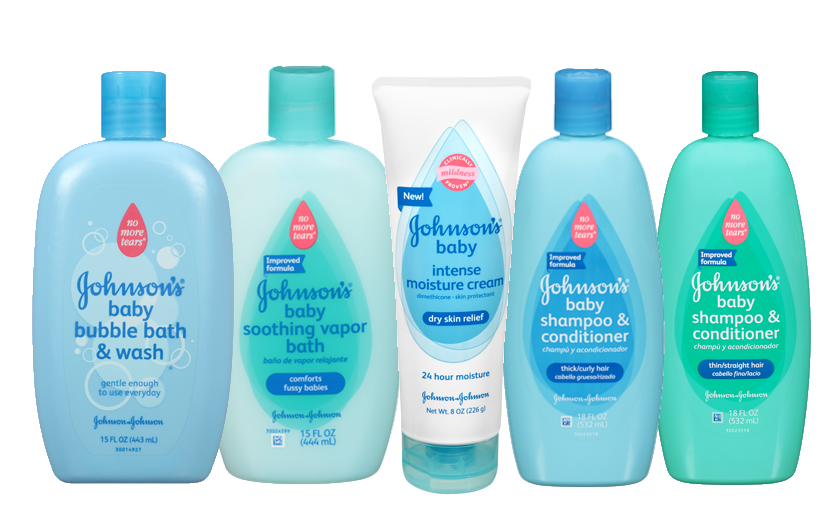 no
more
tears®
Johnson's®
baby
bubble bath
& wash
gentle enough
to use everyday
Johnson & Johnson
15 FL OZ (443 mL)
30014927
no
more
tears®
Improved
formula
Johnson's®
baby
soothing vapor
bath
baño de vapor relajante
comforts
fussy babies
Johnson & Johnson
15 FL OZ
(444 mL)
CLINICALLY
mildness
PROVEN
New!
Johnson's®
baby
intense
moisture cream
dimethicone · skin protectant
dry skin relief
24 hour moisture
Johnson & Johnson
Net Wt. 8 OZ (226 g)
no
more
tears®
Improved
formula
Johnson's®
baby
shampoo &
conditioner
champú y acondicionador
thick/curly hair
cabello grueso/rizado
Johnson & Johnson
18 FL OZ
(532 mL)
no
more
tears®
Improved
formula
Johnson's®
baby
shampoo &
conditioner
champú y acondicionador
thin/straight hair
cabello fino/lacio
Johnson & Johnson
18 FL OZ
(532 mL)